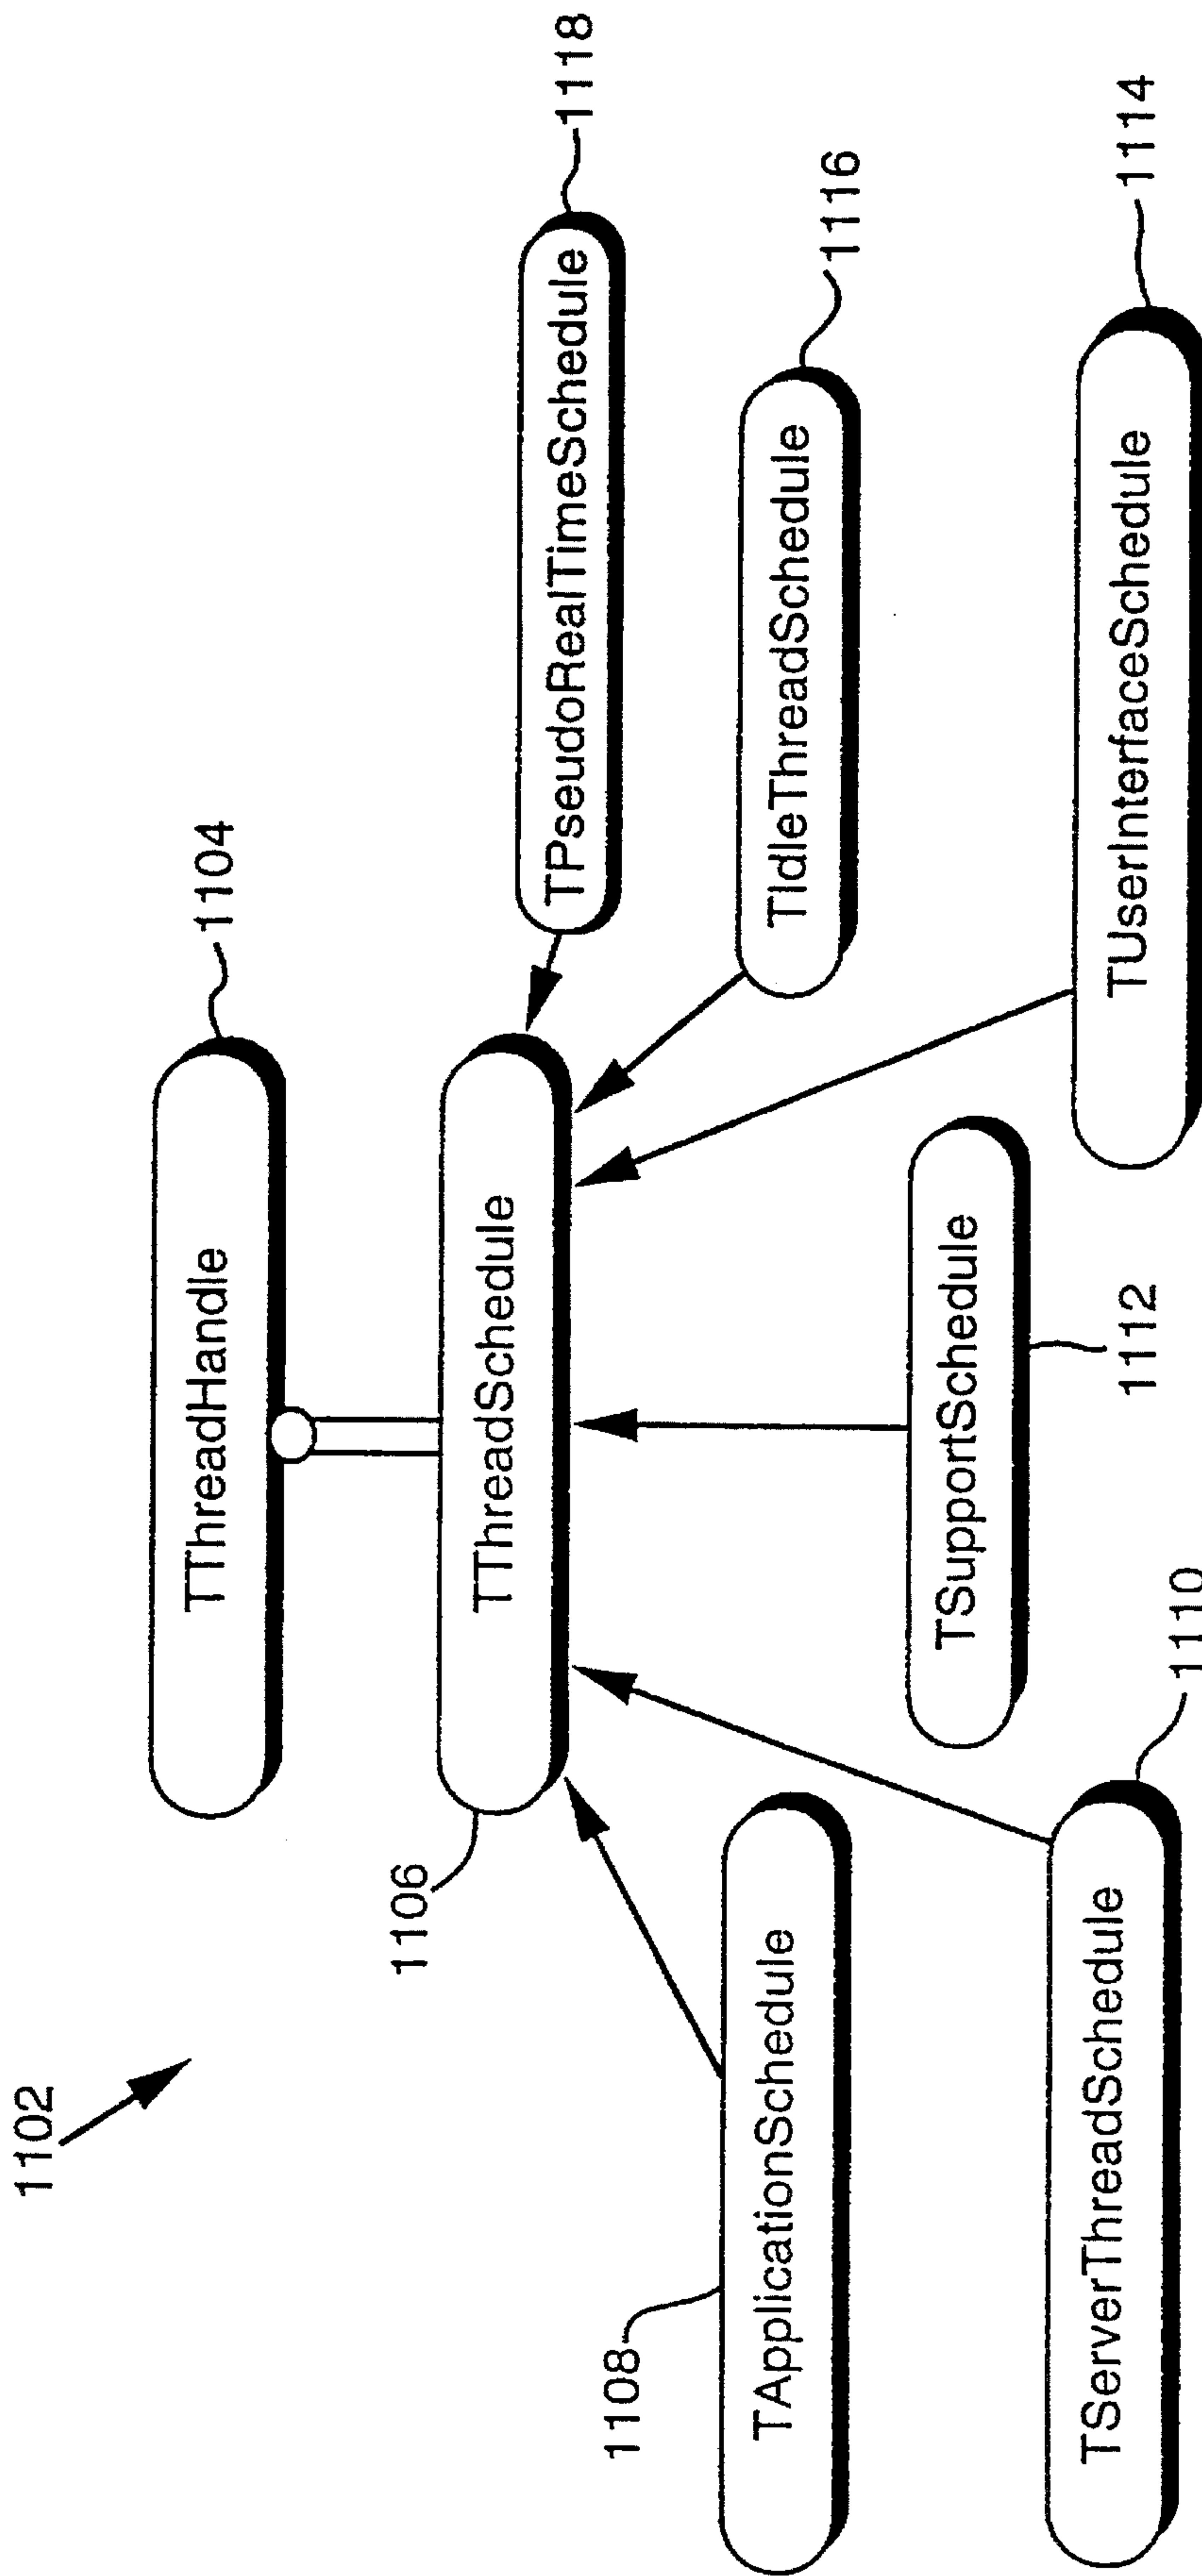 1102
TThreadHandle
1104
1106
TThreadSchedule
TPseudoRealTimeSchedule
1118
1108
TApplicationSchedule
TIdleThreadSchedule
1116
TSupportSchedule
1112
TServerThreadSchedule
1110
TUserInterfaceSchedule
1114